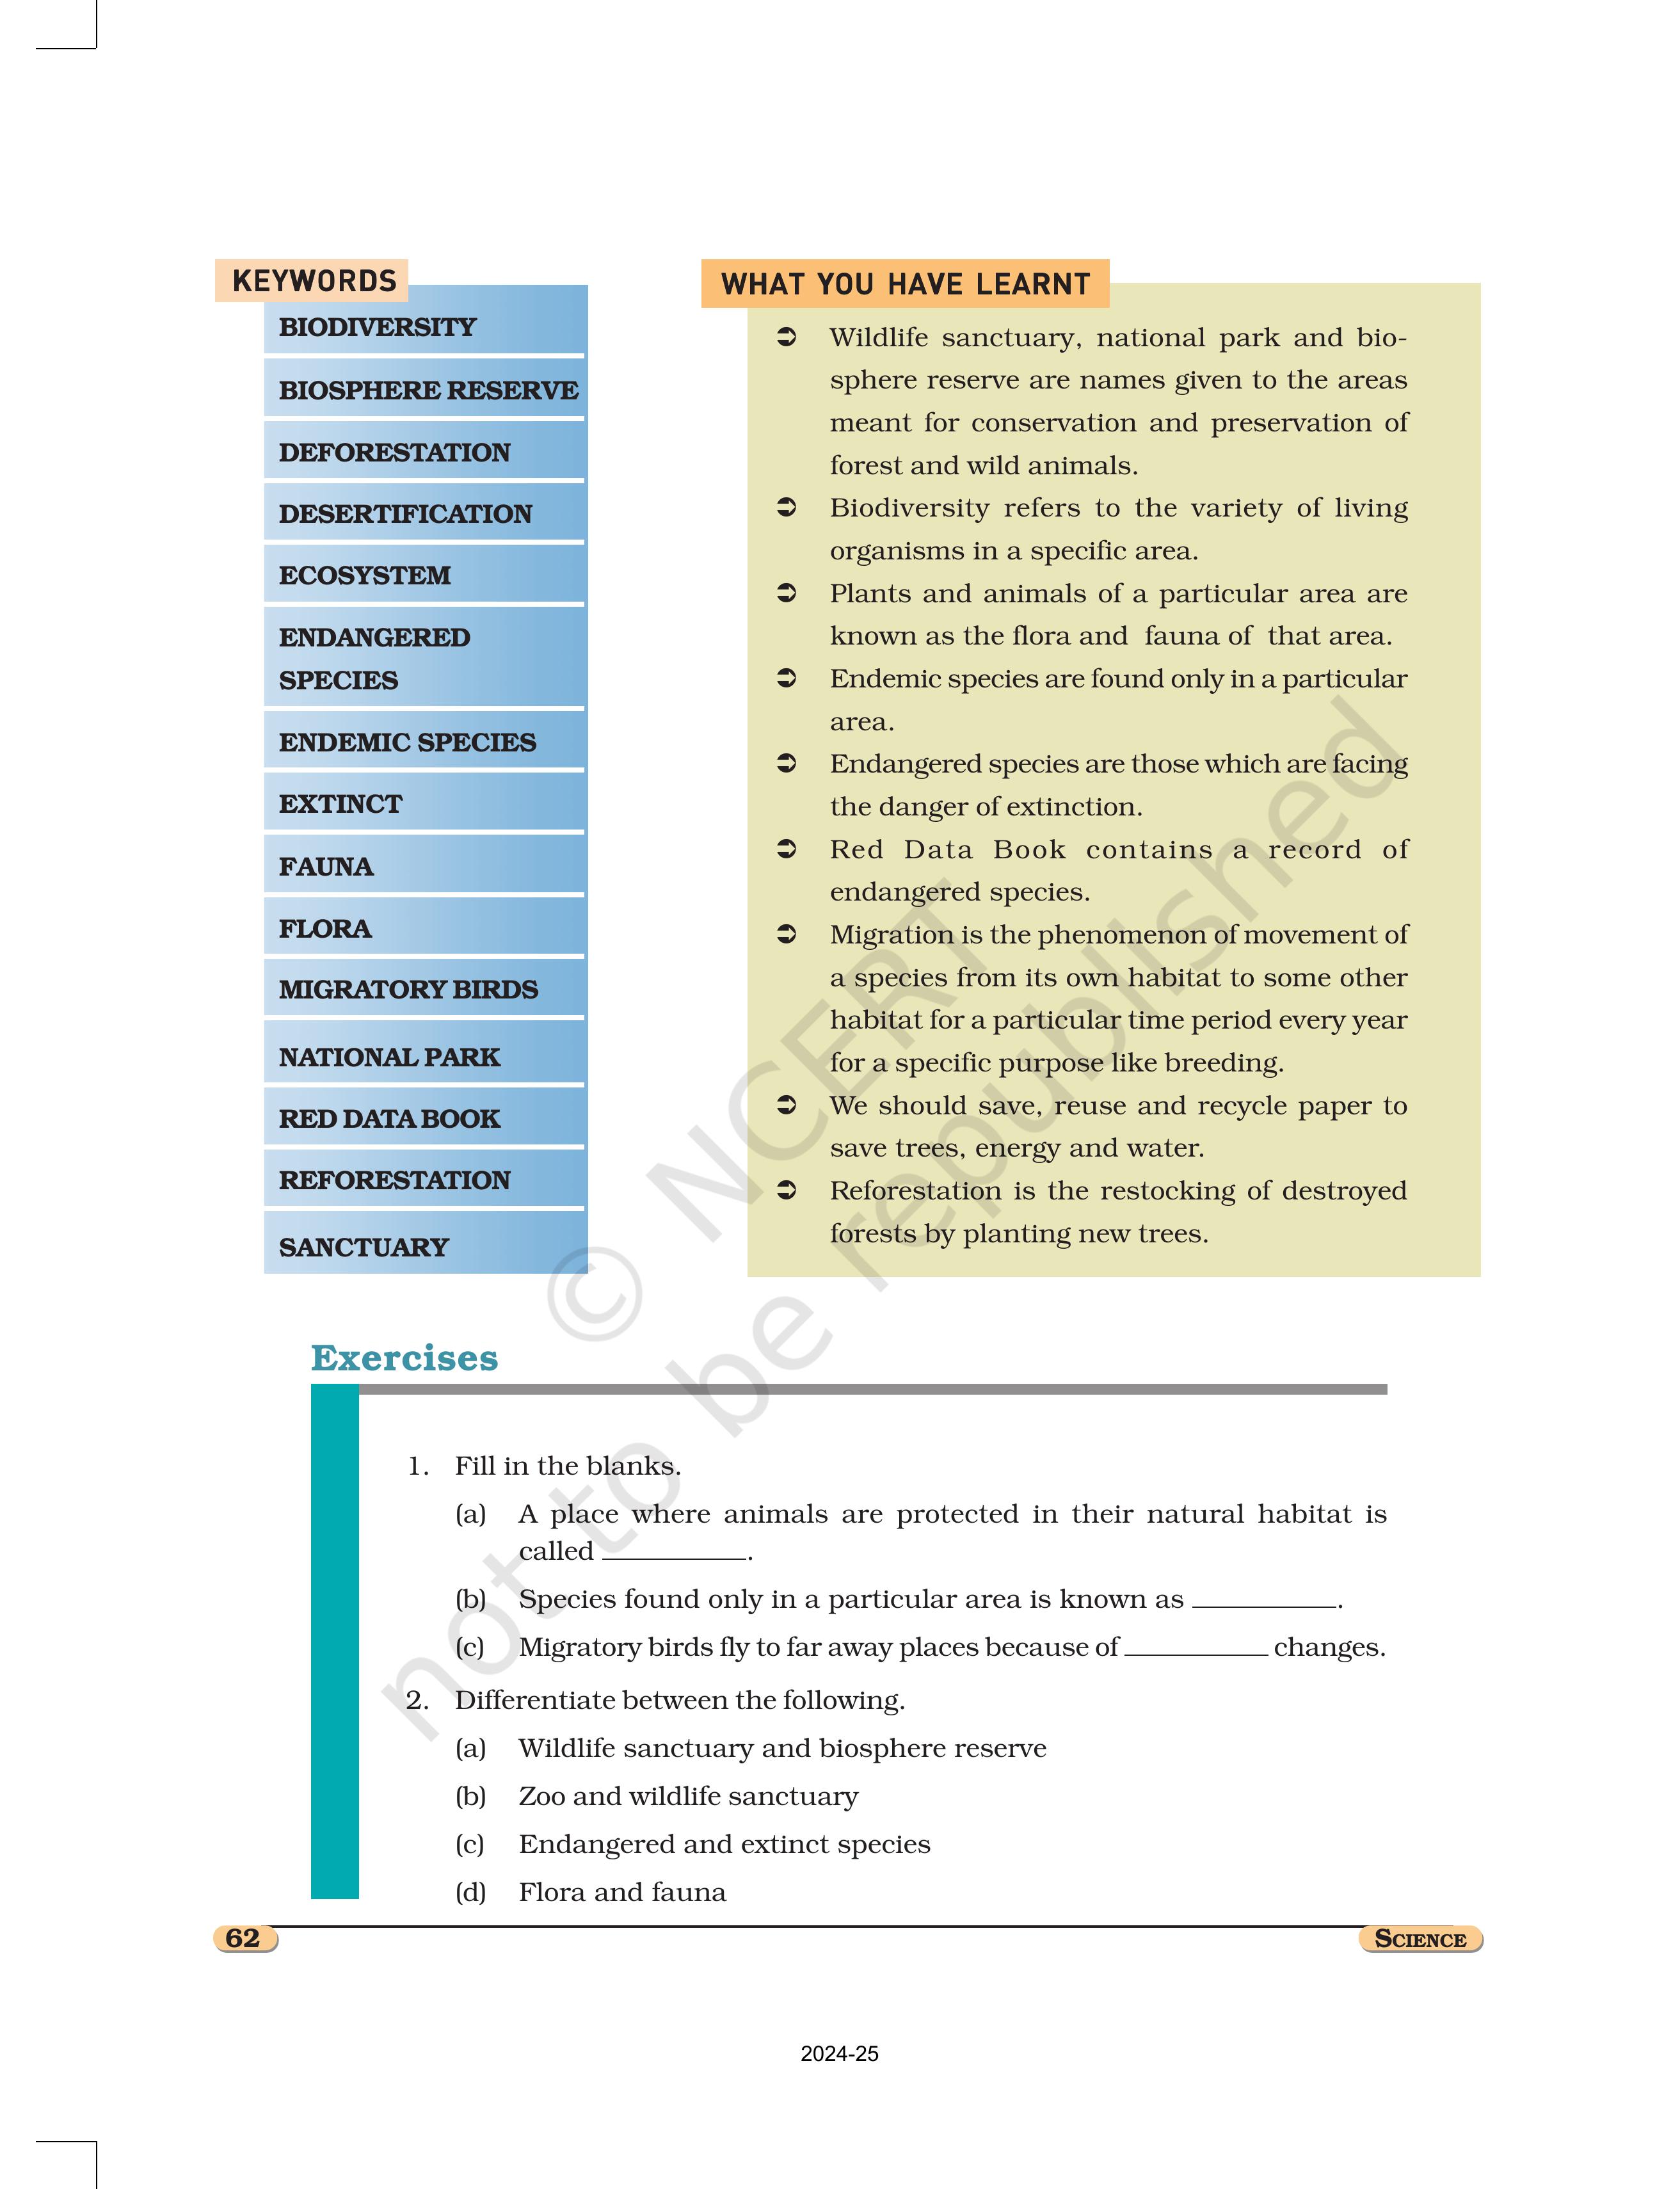 KEYWORDS
BIODIVERSITY
BIOSPHERE RESERVE
DEFORESTATION
DESERTIFICATION
ECOSYSTEM
ENDANGERED
SPECIES
ENDEMIC SPECIES
EXTINCT
FAUNA
FLORA
MIGRATORY BIRDS
NATIONAL PARK
RED DATA BOOK
REFORESTATION
SANCTUARY
WHAT YOU HAVE LEARNT
➲ Wildlife sanctuary, national park and bio-
sphere reserve are names given to the areas
meant for conservation and preservation of
forest and wild animals.
➲ Biodiversity refers to the variety of living
organisms in a specific area.
➲ Plants and animals of a particular area are
known as the flora and fauna of that area.
➲ Endemic species are found only in a particular
area.
➲ Endangered species are those which are facing
the danger of extinction.
➲ Red Data Book contains a record of
endangered species.
➲ Migration is the phenomenon of movement of
a species from its own habitat to some other
habitat for a particular time period every year
for a specific purpose like breeding.
➲ We should save, reuse and recycle paper to
save trees, energy and water.
➲ Reforestation is the restocking of destroyed
forests by planting new trees.
© NCERT
not to be republished
Exercises
1. Fill in the blanks.
(a) A place where animals are protected in their natural habitat is
called __________.
(b) Species found only in a particular area is known as __________.
(c) Migratory birds fly to far away places because of __________ changes.
2. Differentiate between the following.
(a) Wildlife sanctuary and biosphere reserve
(b) Zoo and wildlife sanctuary
(c) Endangered and extinct species
(d) Flora and fauna
62
SCIENCE
2024-25